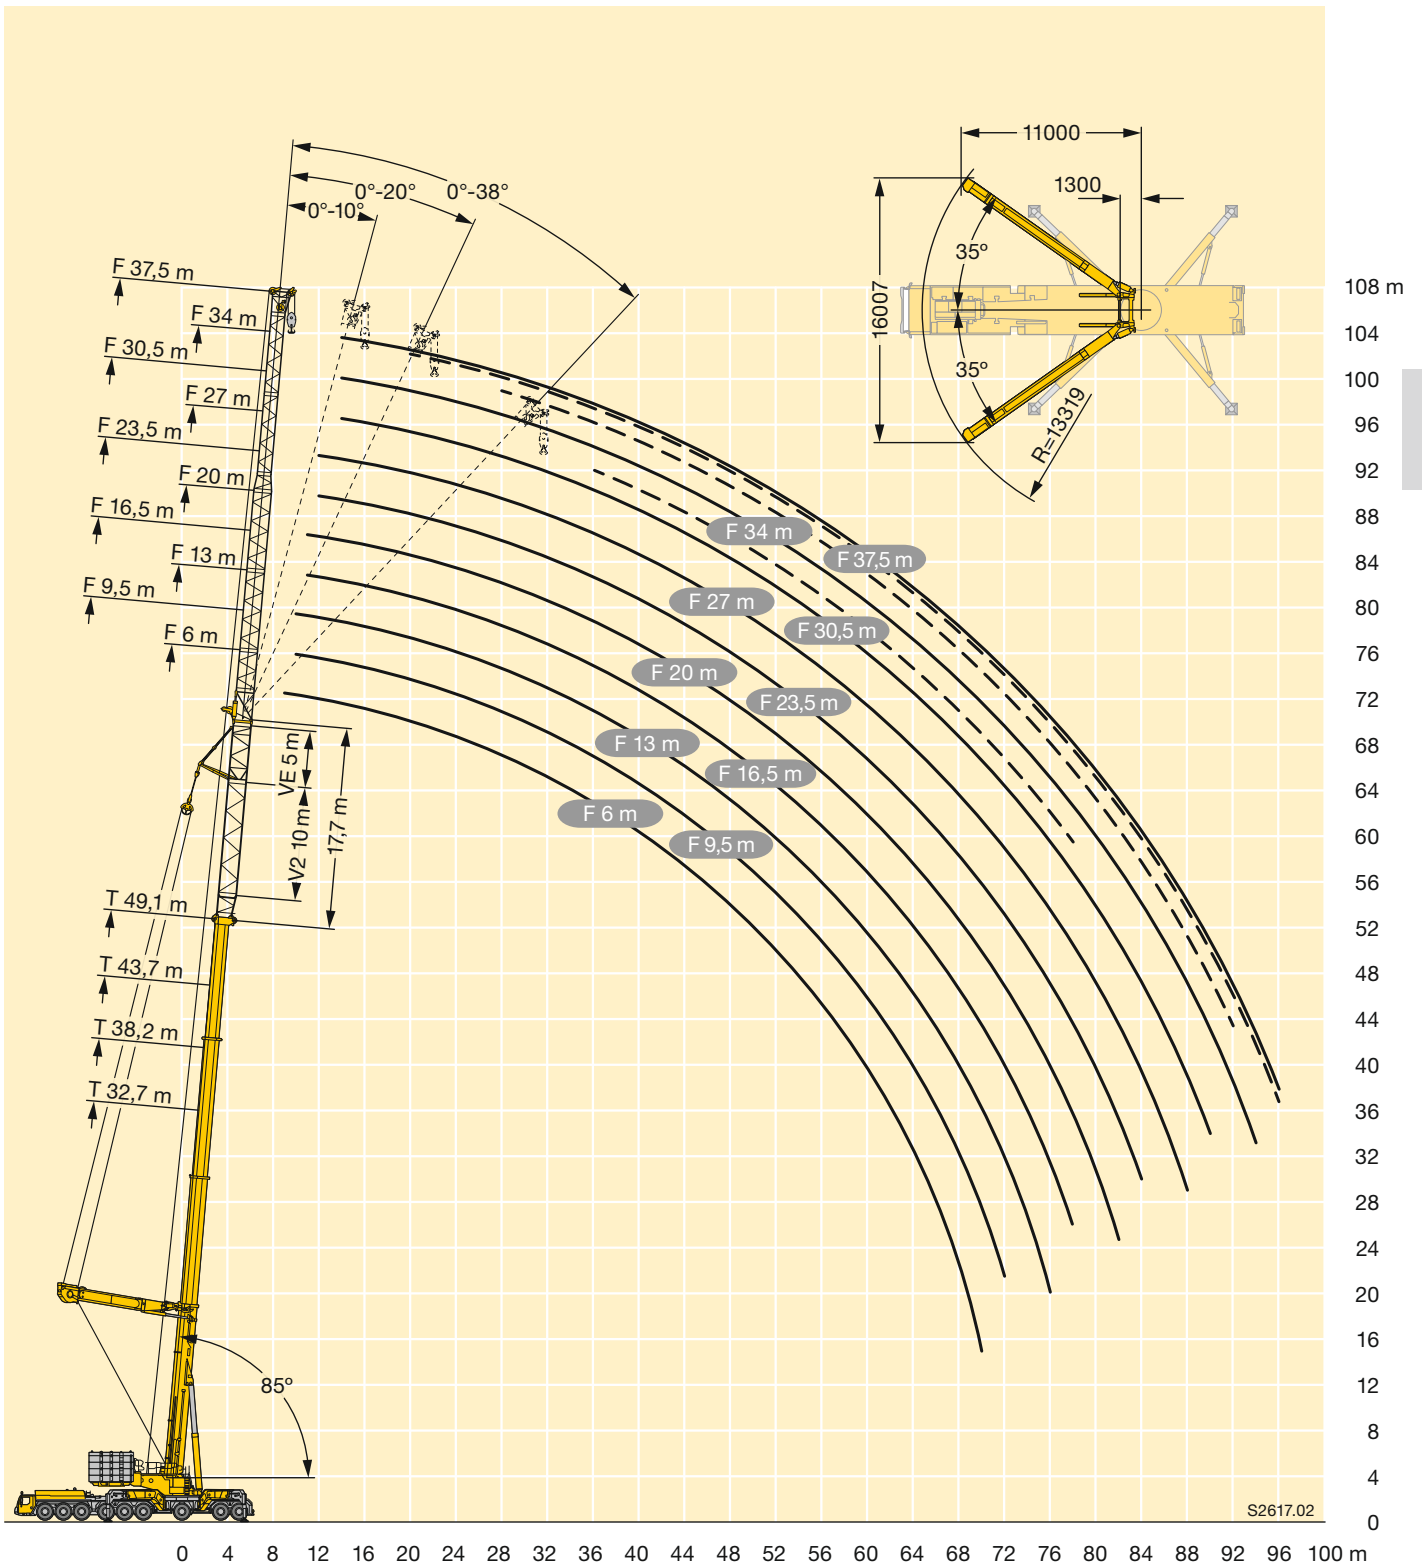 11000
1300
0°-20°
0°-38°
0°-10°
35°
16007
35°
R=13319
F 37,5 m
F 34 m
F 30,5 m
F 27 m
F 23,5 m
F 20 m
F 16,5 m
F 13 m
F 9,5 m
F 6 m
VE 5 m
V2 10 m
17,7 m
T 49,1 m
T 43,7 m
T 38,2 m
T 32,7 m
85°
F 34 m
F 37,5 m
F 27 m
F 30,5 m
F 20 m
F 23,5 m
F 13 m
F 16,5 m
F 6 m
F 9,5 m
108 m
104
100
96
92
88
84
80
76
72
68
64
60
56
52
48
44
40
36
32
28
24
20
16
12
8
4
0
S2617.02
0 4 8 12 16 20 24 28 32 36 40 44 48 52 56 60 64 68 72 76 80 84 88 92 96 100 m